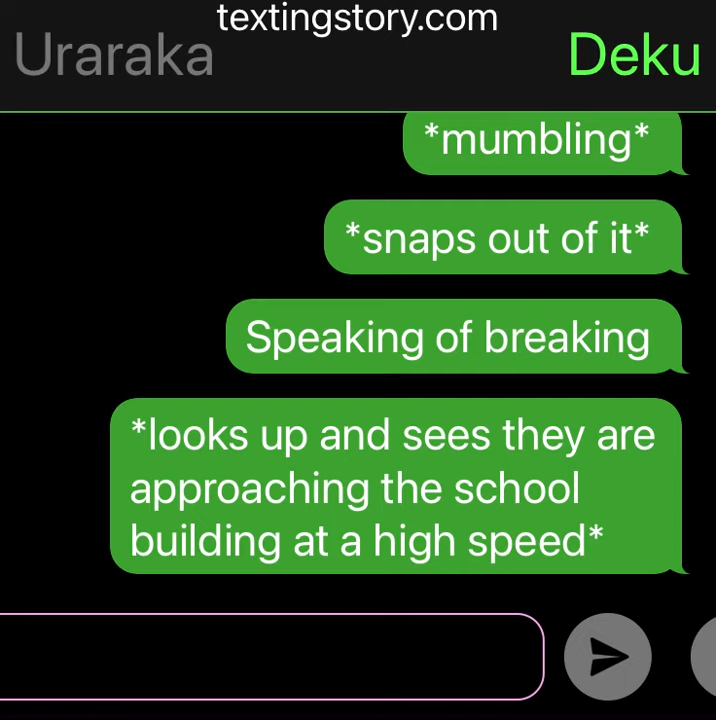 textingstory.com
Uraraka
Deku
*mumbling*
*snaps out of it*
Speaking of breaking
*looks up and sees they are
approaching the school
building at a high speed*